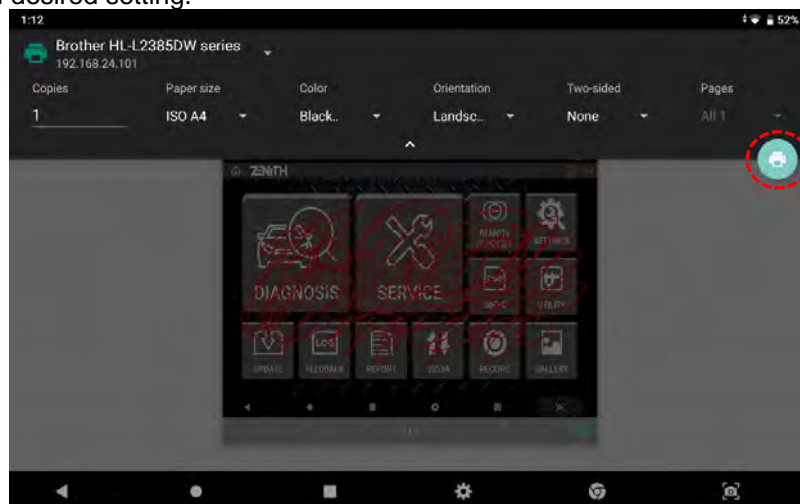 desired setting.
1:12 52%
Brother HL-L2385DW series
192.168.24.101
Copies Paper size Color Orientation Two-sided Pages
1 ISO A4 Black.. Landsc.. None All 1
ZENITH
REMOTE SETTINGS
DIAGNOSIS SERVICE
UTILITY
LOG
UPDATE FEEDBACK REPORT RECORD GALLERY